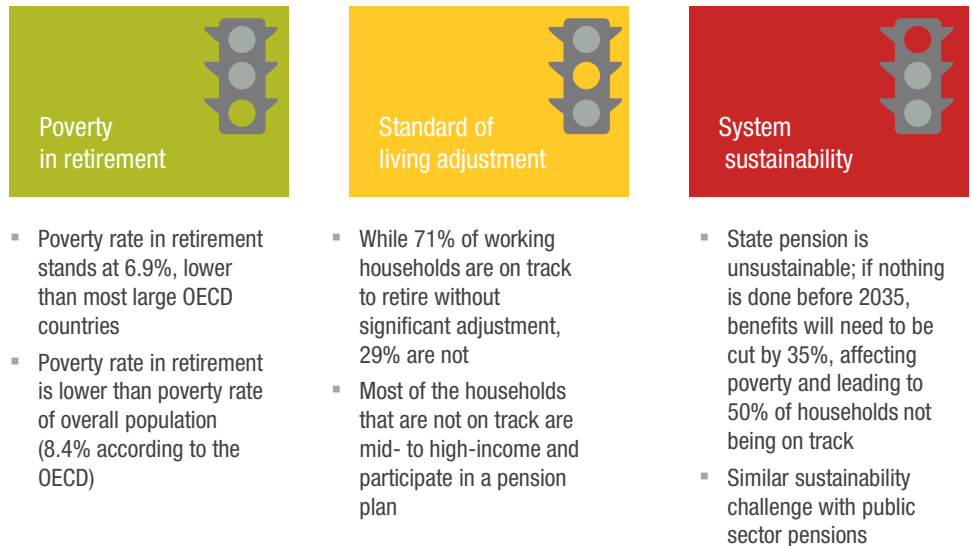 Poverty
in retirement
▪ Poverty rate in retirement
stands at 6.9%, lower
than most large OECD
countries
▪ Poverty rate in retirement
is lower than poverty rate
of overall population
(8.4% according to the
OECD)
Standard of
living adjustment
▪ While 71% of working
households are on track
to retire without
significant adjustment,
29% are not
▪ Most of the households
that are not on track are
mid- to high-income and
participate in a pension
plan
System
sustainability
▪ State pension is
unsustainable; if nothing
is done before 2035,
benefits will need to be
cut by 35%, affecting
poverty and leading to
50% of households not
being on track
▪ Similar sustainability
challenge with public
sector pensions